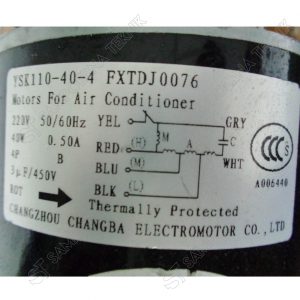 YSK110-40-4 FXTDJ0076
Motors For Air Conditioner
220V 50/60Hz YEL GRY
40W 0.50A RED (H) M C
4P B BLU (M) A WHT
3μF/450V BLK (L) A006440
ROT Thermally Protected
CHANGZHOU CHANGBA ELECTROMOTOR CO.,LTD